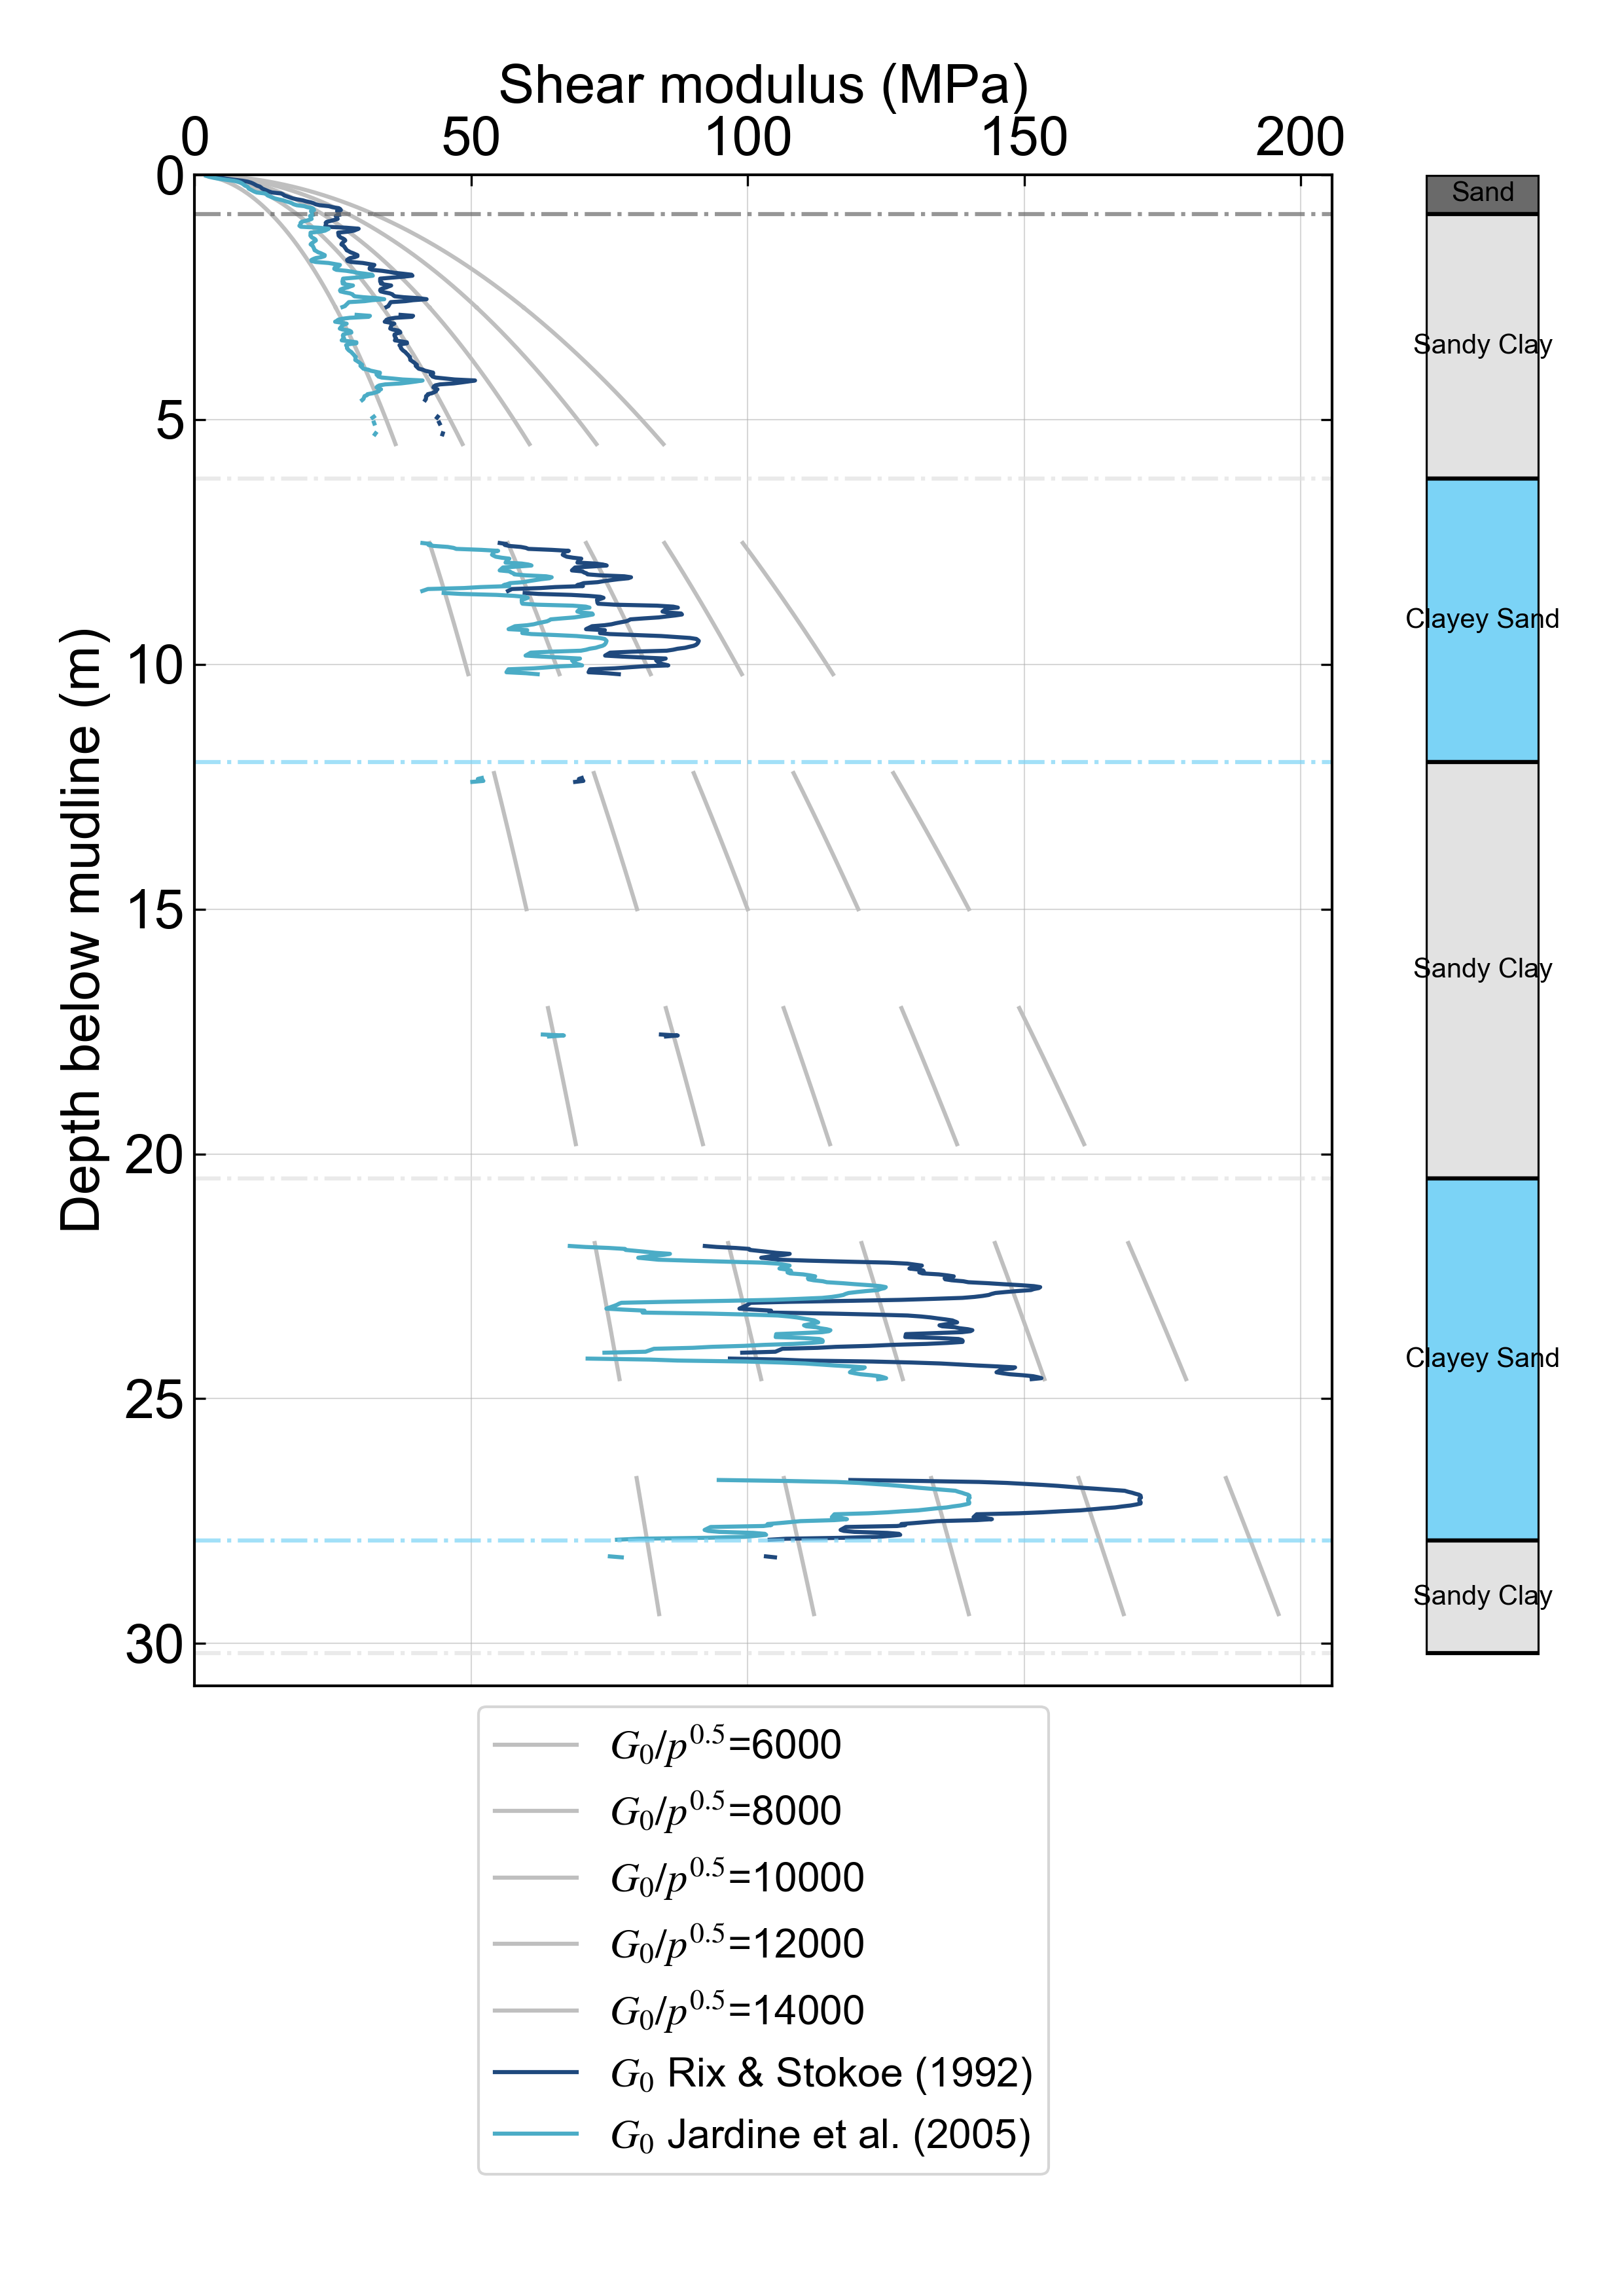 Shear modulus (MPa)
0 50 100 150 200
0
5
10
15
20
25
30
Depth below mudline (m)
Sand
Sandy Clay
Clayey Sand
Sandy Clay
Clayey Sand
Sandy Clay
G₀/p⁰·⁵=6000
G₀/p⁰·⁵=8000
G₀/p⁰·⁵=10000
G₀/p⁰·⁵=12000
G₀/p⁰·⁵=14000
G₀ Rix & Stokoe (1992)
G₀ Jardine et al. (2005)